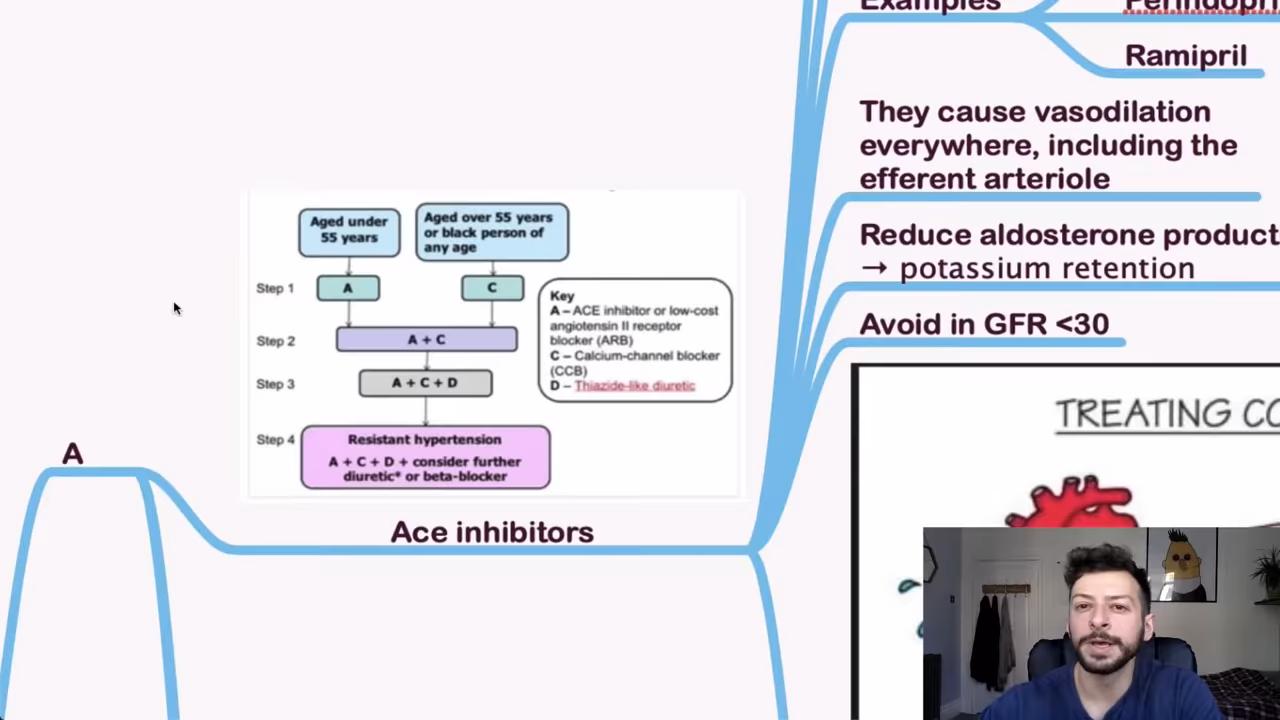 Examples
Perindopri
Ramipril
They cause vasodilation
everywhere, including the
efferent arteriole
Reduce aldosterone product
→ potassium retention
Avoid in GFR <30
TREATING CO
Aged under
55 years
Aged over 55 years
or black person of
any age
Step 1
A
C
Step 2
A + C
Step 3
A + C + D
Step 4
Resistant hypertension
A + C + D + consider further
diuretic* or beta-blocker
Key
A – ACE inhibitor or low-cost
angiotensin II receptor
blocker (ARB)
C – Calcium-channel blocker
(CCB)
D – Thiazide-like diuretic
A
Ace inhibitors